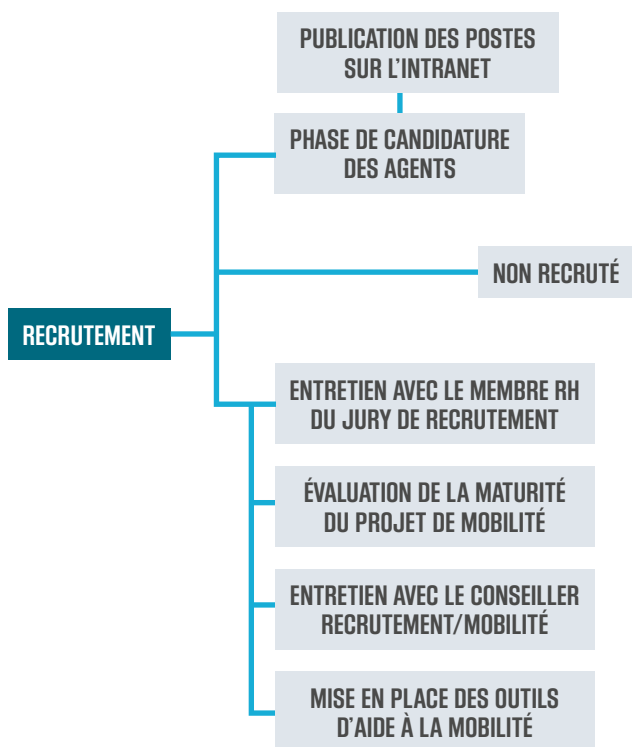 PUBLICATION DES POSTES
SUR L'INTRANET
PHASE DE CANDIDATURE
DES AGENTS
NON RECRUTÉ
RECRUTEMENT
ENTRETIEN AVEC LE MEMBRE RH
DU JURY DE RECRUTEMENT
ÉVALUATION DE LA MATURITÉ
DU PROJET DE MOBILITÉ
ENTRETIEN AVEC LE CONSEILLER
RECRUTEMENT/MOBILITÉ
MISE EN PLACE DES OUTILS
D'AIDE À LA MOBILITÉ